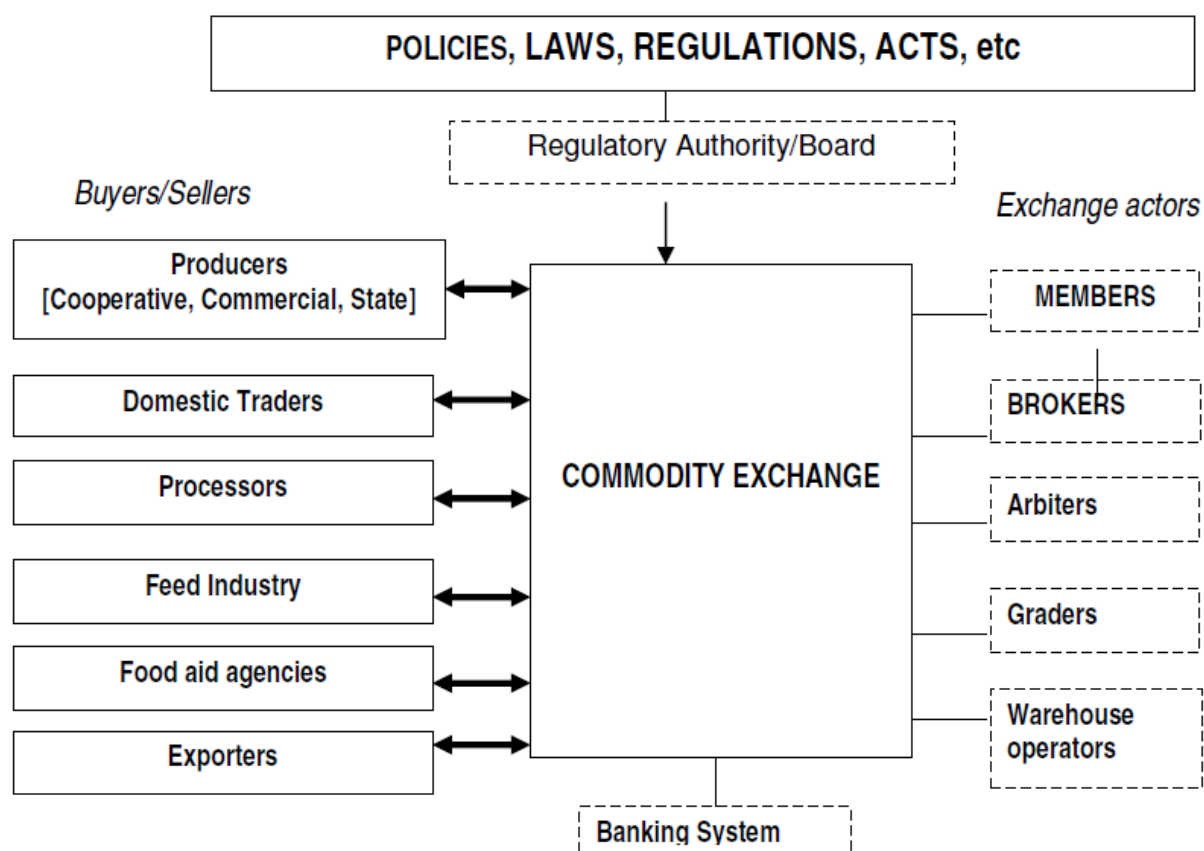 POLICIES, LAWS, REGULATIONS, ACTS, etc
Regulatory Authority/Board
Buyers/Sellers
Exchange actors
Producers
[Cooperative, Commercial, State]
Domestic Traders
Processors
Feed Industry
Food aid agencies
Exporters
COMMODITY EXCHANGE
MEMBERS
BROKERS
Arbiters
Graders
Warehouse
operators
Banking System